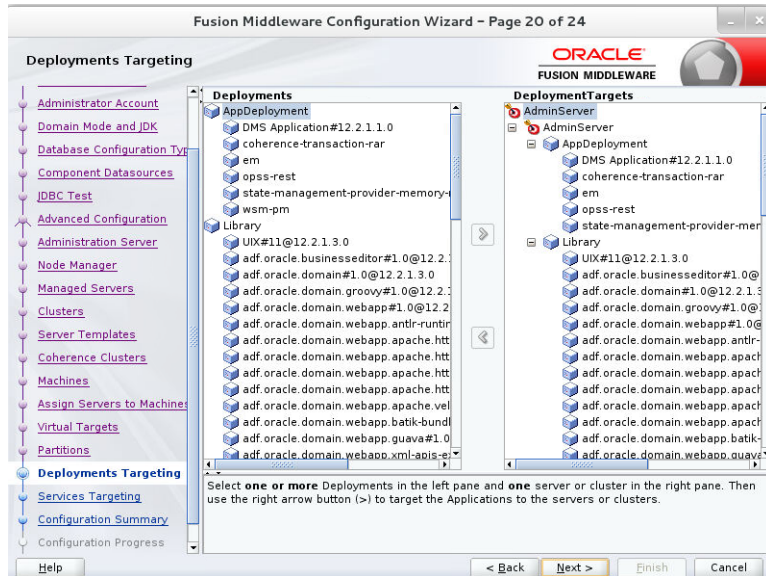 Fusion Middleware Configuration Wizard – Page 20 of 24
Deployments Targeting
ORACLE
FUSION MIDDLEWARE
Administrator Account
Domain Mode and JDK
Database Configuration Typ
Component Datasources
JDBC Test
Advanced Configuration
Administration Server
Node Manager
Managed Servers
Clusters
Server Templates
Coherence Clusters
Machines
Assign Servers to Machines
Virtual Targets
Partitions
Deployments Targeting
Services Targeting
Configuration Summary
Configuration Progress
Deployments
AppDeployment
DMS Application#12.2.1.1.0
coherence-transaction-rar
em
opss-rest
state-management-provider-memory-
wsm-pm
Library
UIX#11@12.2.1.3.0
adf.oracle.businesseditor#1.0@12.2.
adf.oracle.domain#1.0@12.2.1.3.0
adf.oracle.domain.groovy#1.0@12.2.
adf.oracle.domain.webapp#1.0@12.2
adf.oracle.domain.webapp.antlr-runtin
adf.oracle.domain.webapp.apache.htt
adf.oracle.domain.webapp.apache.htt
adf.oracle.domain.webapp.apache.htt
adf.oracle.domain.webapp.apache.htt
adf.oracle.domain.webapp.apache.vel
adf.oracle.domain.webapp.batik-bundl
adf.oracle.domain.webapp.guava#1.0
adf.oracle.domain.webapp.xml-apis-e
DeploymentTargets
AdminServer
AdminServer
AppDeployment
DMS Application#12.2.1.1.0
coherence-transaction-rar
em
opss-rest
state-management-provider-mer
Library
UIX#11@12.2.1.3.0
adf.oracle.businesseditor#1.0@
adf.oracle.domain#1.0@12.2.1.3
adf.oracle.domain.groovy#1.0@
adf.oracle.domain.webapp#1.0@
adf.oracle.domain.webapp.antlr-
adf.oracle.domain.webapp.apach
adf.oracle.domain.webapp.apach
adf.oracle.domain.webapp.apach
adf.oracle.domain.webapp.apach
adf.oracle.domain.webapp.apach
adf.oracle.domain.webapp.batik-
adf.oracle.domain.webapp.guava
Select one or more Deployments in the left pane and one server or cluster in the right pane. Then
use the right arrow button (>) to target the Applications to the servers or clusters.
Help
< Back
Next >
Finish
Cancel